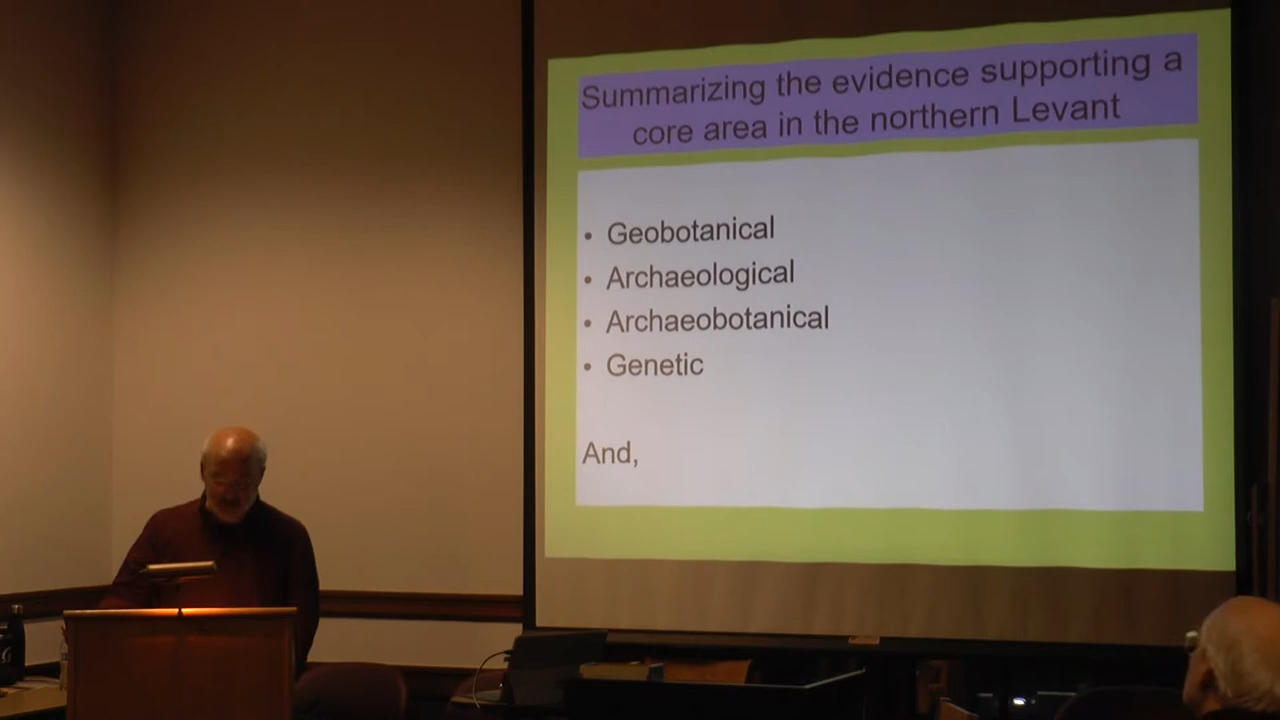 Summarizing the evidence supporting a
core area in the northern Levant
• Geobotanical
• Archaeological
• Archaeobotanical
• Genetic
And,